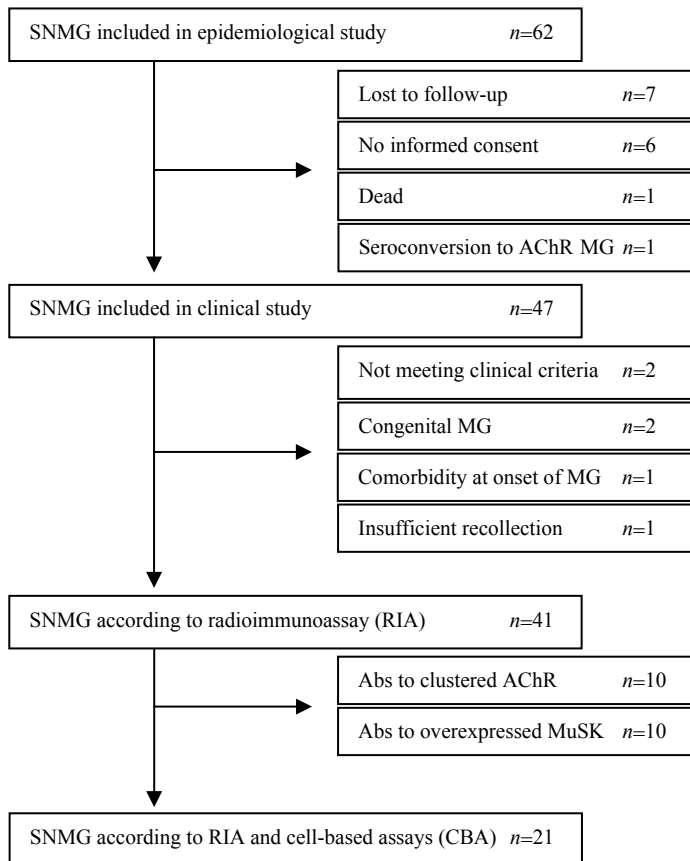 SNMG included in epidemiological study n=62
Lost to follow-up n=7
No informed consent n=6
Dead n=1
Seroconversion to AChR MG n=1
SNMG included in clinical study n=47
Not meeting clinical criteria n=2
Congenital MG n=2
Comorbidity at onset of MG n=1
Insufficient recollection n=1
SNMG according to radioimmunoassay (RIA) n=41
Abs to clustered AChR n=10
Abs to overexpressed MuSK n=10
SNMG according to RIA and cell-based assays (CBA) n=21